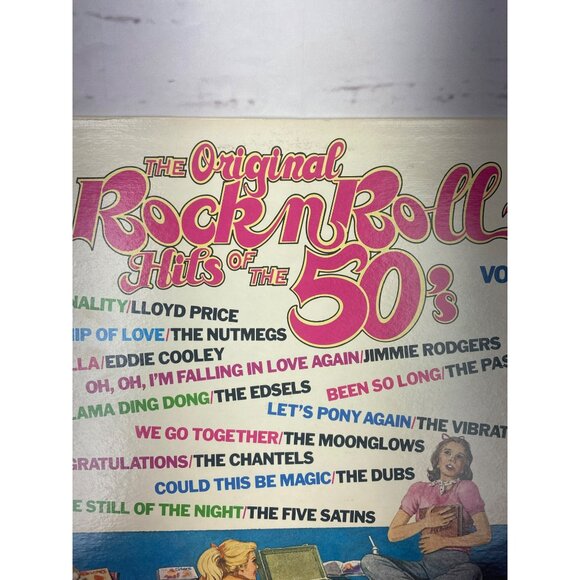 THE Original
Rock n Roll
Hits OF THE 50's VO
NALITY/LLOYD PRICE
IP OF LOVE/THE NUTMEGS
LLA/EDDIE COOLEY
OH, OH, I'M FALLING IN LOVE AGAIN/JIMMIE RODGERS
LAMA DING DONG/THE EDSELS
BEEN SO LONG/THE PAS
LET'S PONY AGAIN/THE VIBRAT
WE GO TOGETHER/THE MOONGLOWS
GRATULATIONS/THE CHANTELS
COULD THIS BE MAGIC/THE DUBS
E STILL OF THE NIGHT/THE FIVE SATINS